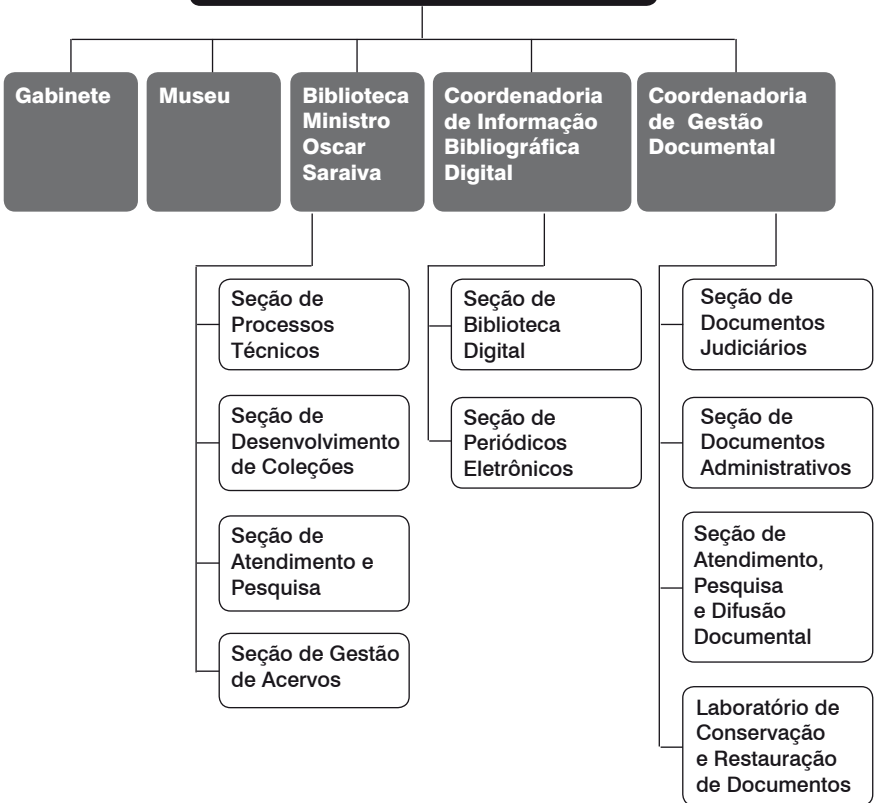 Gabinete
Museu
Biblioteca
Ministro
Oscar
Saraiva
Coordenadoria
de Informação
Bibliográfica
Digital
Coordenadoria
de Gestão
Documental
Seção de
Processos
Técnicos
Seção de
Desenvolvimento
de Coleções
Seção de
Atendimento e
Pesquisa
Seção de Gestão
de Acervos
Seção de
Biblioteca
Digital
Seção de
Periódicos
Eletrônicos
Seção de
Documentos
Judiciários
Seção de
Documentos
Administrativos
Seção de
Atendimento,
Pesquisa
e Difusão
Documental
Laboratório de
Conservação
e Restauração
de Documentos